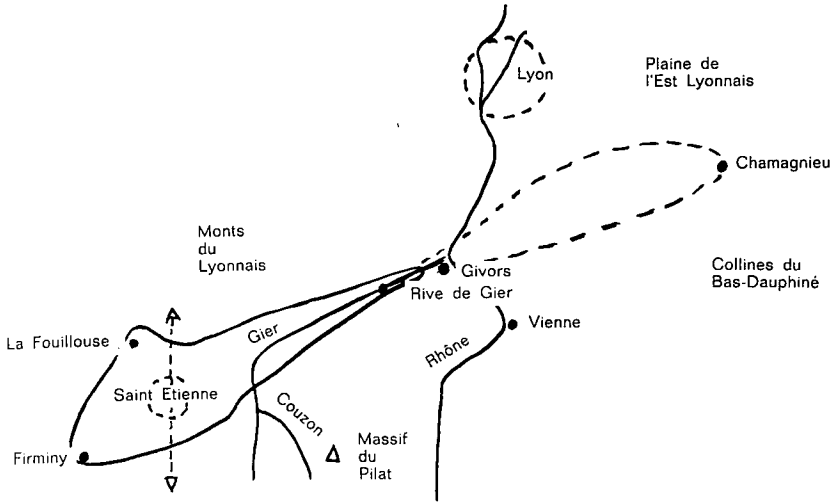 Lyon
Plaine de
l'Est Lyonnais
Chamagnieu
Monts
du
Lyonnais
Givors
Rive de Gier
Collines du
Bas-Dauphiné
Gier
Vienne
Rhône
La Fouillouse
Saint Etienne
Couzon
Firminy
Massif
du
Pilat